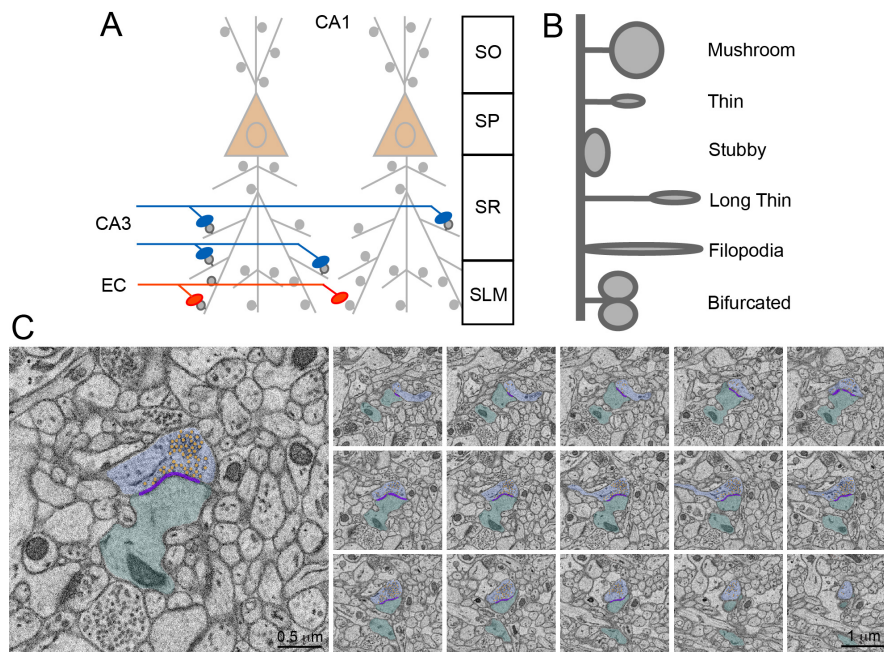 A
CA1
SO
SP
SR
SLM
CA3
EC
B
Mushroom
Thin
Stubby
Long Thin
Filopodia
Bifurcated
C
0.5 μm
1 μm